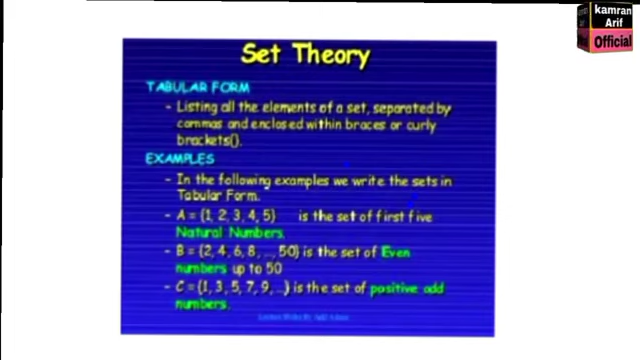 kamran
Arif
Official
Set Theory
TABULAR FORM
– Listing all the elements of a set, separated by
commas and enclosed within braces or curly
brackets{}.
EXAMPLES
– In the following examples we write the sets in
Tabular Form.
– A = {1, 2, 3, 4, 5} is the set of first five
Natural Numbers.
– B = {2, 4, 6, 8, …, 50} is the set of Even
numbers up to 50
– C = {1, 3, 5, 7, 9, …} is the set of positive odd
numbers.